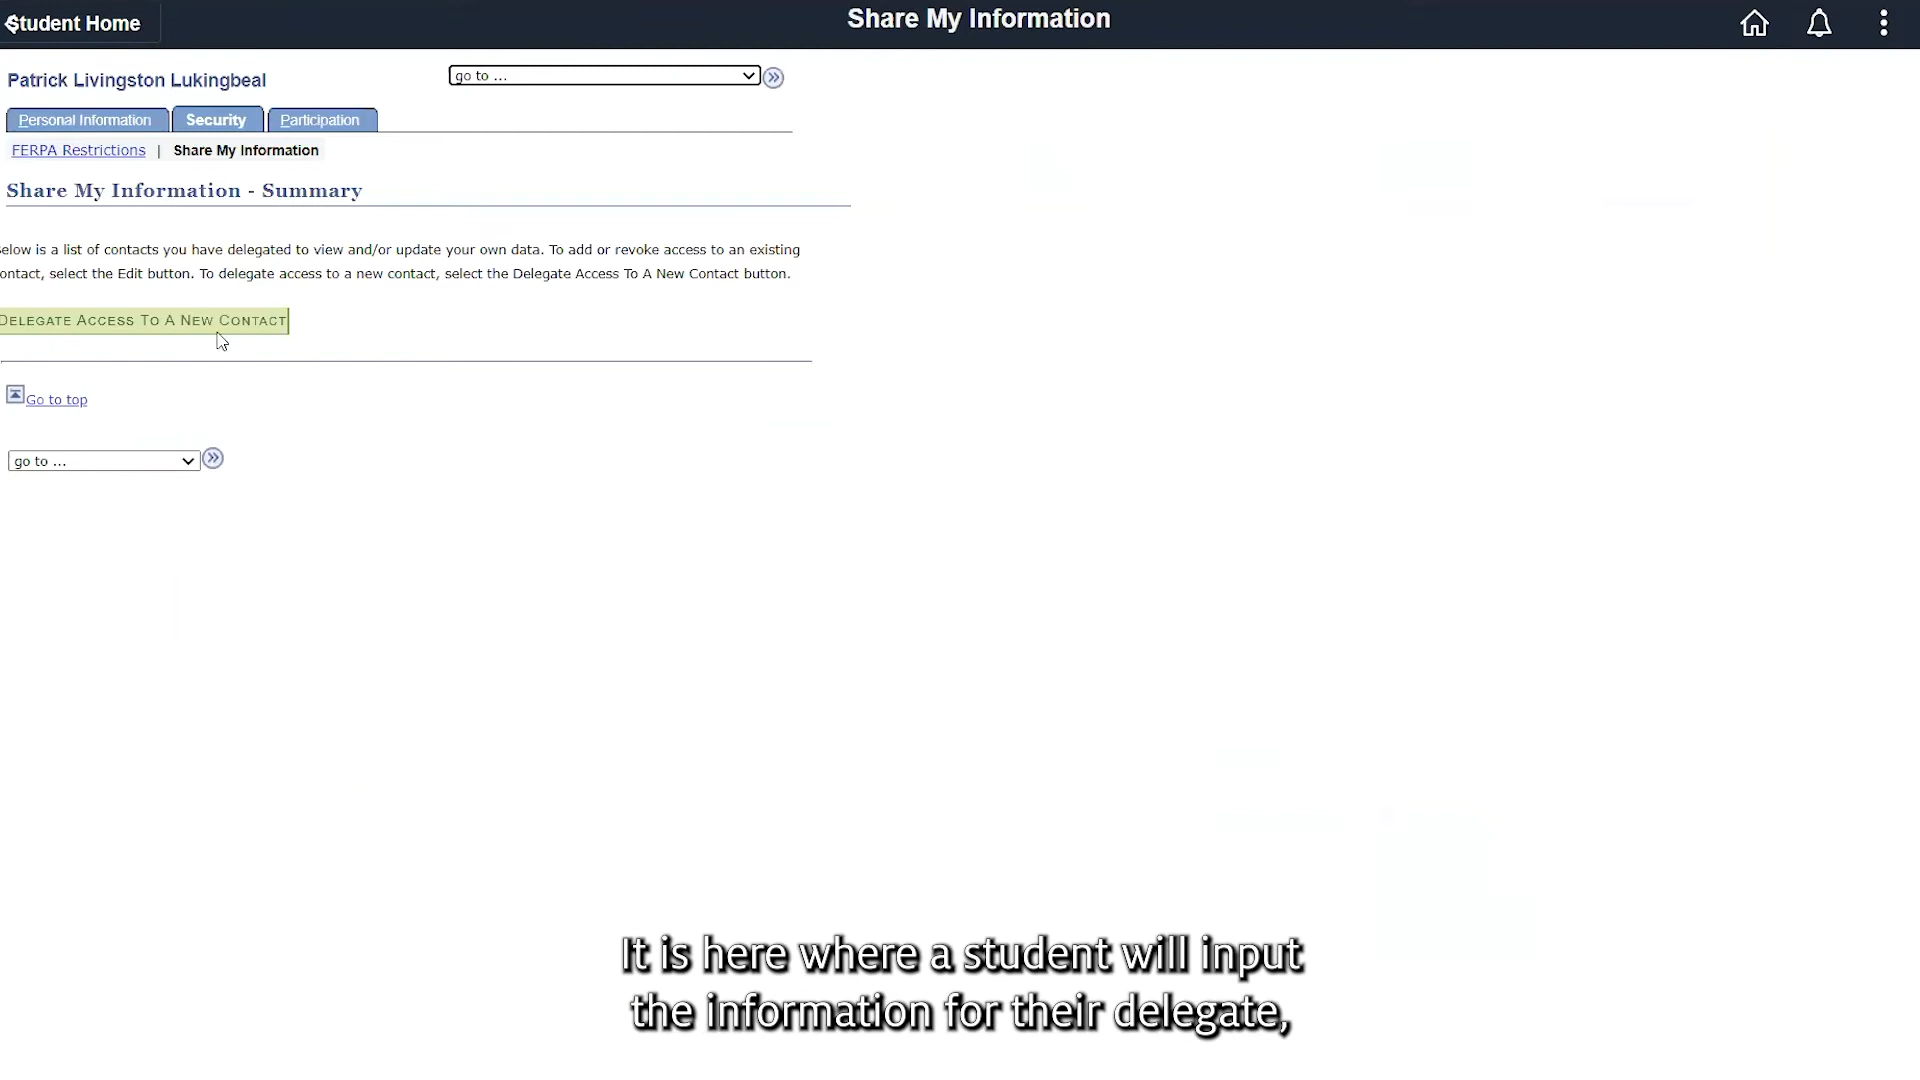 Student Home
Share My Information
Patrick Livingston Lukingbeal
go to ...
Personal Information
Security
Participation
FERPA Restrictions | Share My Information
Share My Information - Summary
elow is a list of contacts you have delegated to view and/or update your own data. To add or revoke access to an existing
ontact, select the Edit button. To delegate access to a new contact, select the Delegate Access To A New Contact button.
DELEGATE ACCESS TO A NEW CONTACT
Go to top
go to ...
It is here where a student will input
the information for their delegate,